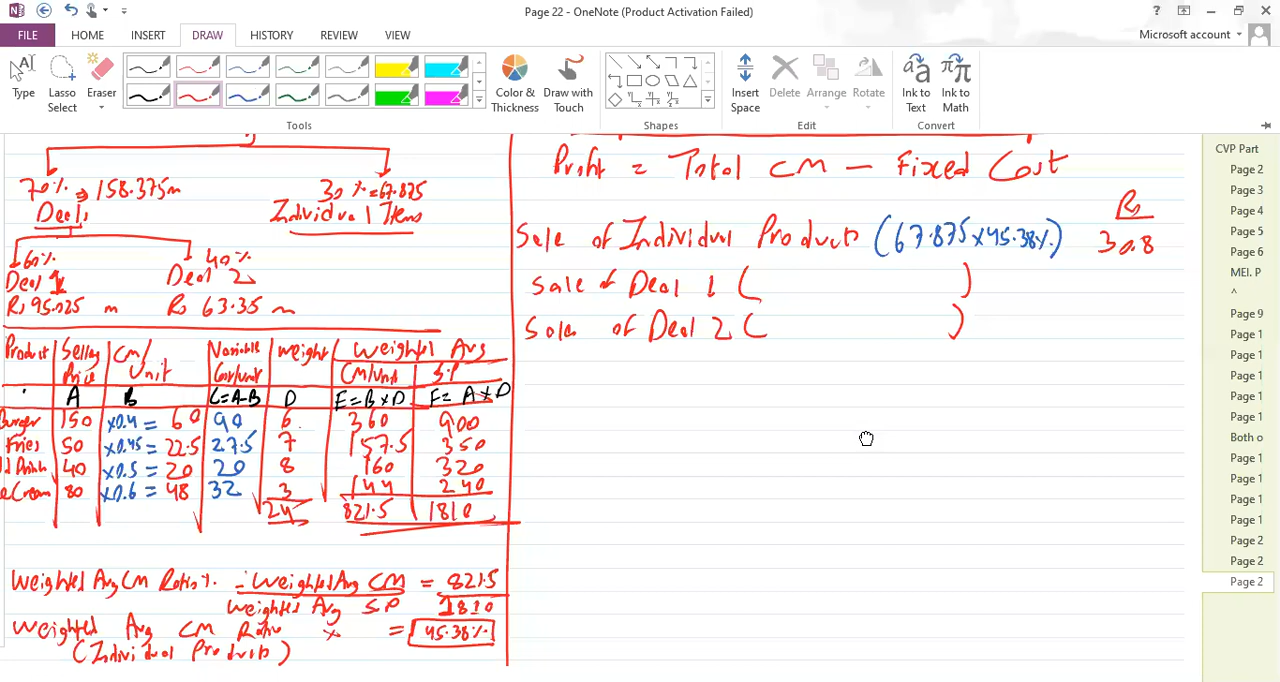 Page 22 - OneNote (Product Activation Failed)
FILE HOME INSERT DRAW HISTORY REVIEW VIEW
Microsoft account
Type Lasso Select Eraser
Color & Thickness Draw with Touch
Insert Space Delete Arrange Rotate
Ink to Text Ink to Math
Tools Shapes Edit Convert
70% → 158.375m
Deals
30% = 67.875
Individual Items
60%
Deal 1
Rs 95.025 m
40%
Deal 2
Rs 63.35 m
Product Selling Price CM/Unit Variable Cost/unit Weight Weighted Avg
CM/Unit S.P
A B C=A-B D E=B×D F=A×D
Burger 150 ×0.4 = 60 90 6 360 900
Fries 50 ×0.45 = 22.5 27.5 7 157.5 350
Drink 40 ×0.5 = 20 20 8 160 320
eCream 80 ×0.6 = 48 32 3 144 240
24 821.5 1810
Weighted Avg CM Ratio %. = Weighted Avg CM = 821.5
Weighted Avg S.P 1810
Weighted Avg CM Ratio = 45.38%
(Individual Products)
Profit = Total CM — Fixed Cost
Rs
Sale of Individual Products (67.875×45.38%) 30.8
Sale of Deal 1 ( )
Sale of Deal 2 ( )
CVP Part
Page 2
Page 3
Page 4
Page 5
Page 6
MEI. P
^
Page 9
Page 1
Page 1
Page 1
Page 1
Page 1
Both o
Page 1
Page 1
Page 1
Page 1
Page 2
Page 2
Page 2